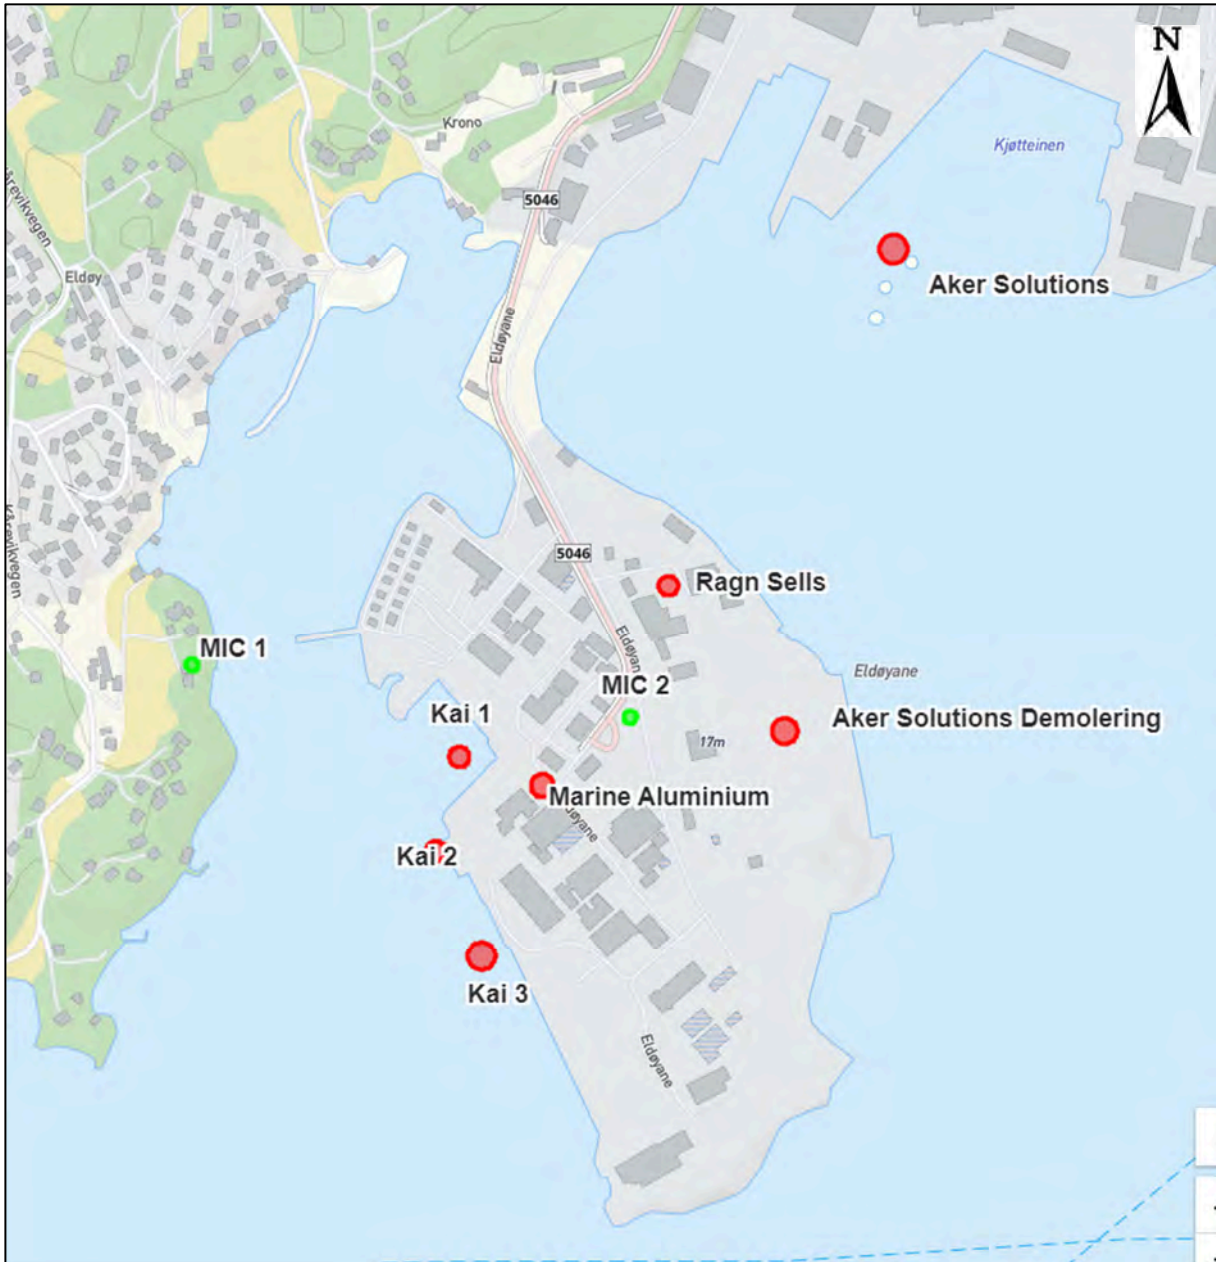 N
Krono
Kjøtteinen
5046
Eldøy
Aker Solutions
Eldøyane
5046
Ragn Sells
MIC 1
Eldøyane
MIC 2
Kai 1
Aker Solutions Demolering
17m
Marine Aluminium
Kai 2
Kai 3
Eldøyane